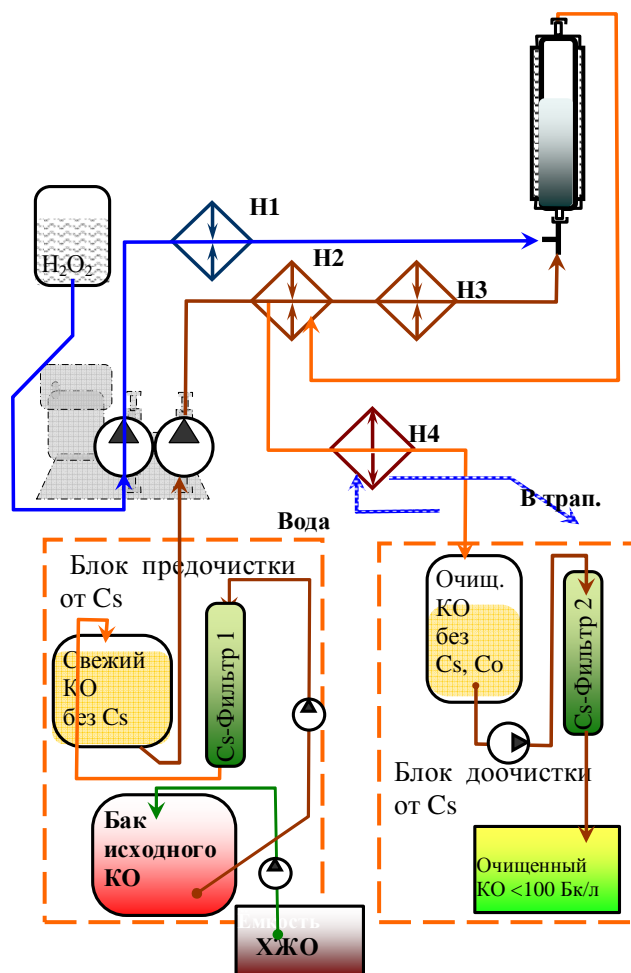 H1
H2
H3
H₂O₂
H4
В трап.
Вода
Блок предочистки
от Cs
Свежий
КО
без Cs
Cs-Фильтр 1
Очищ.
КО
без
Cs, Co
Cs-Фильтр 2
Блок доочистки
от Cs
Бак
исходного
КО
Очищенный
КО <100 Бк/л
Емкость
ХЖО